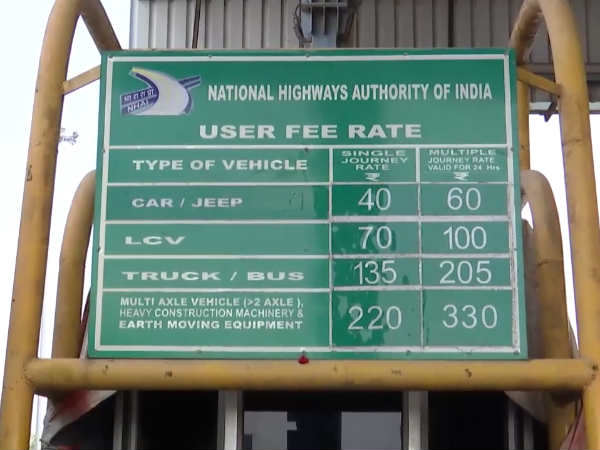 भा रा रा प्रा
NHAI
NATIONAL HIGHWAYS AUTHORITY OF INDIA
USER FEE RATE
TYPE OF VEHICLE SINGLE JOURNEY RATE ₹ MULTIPLE JOURNEY RATE VALID FOR 24 Hrs ₹
CAR / JEEP 40 60
LCV 70 100
TRUCK / BUS 135 205
MULTI AXLE VEHICLE (>2 AXLE ),
HEAVY CONSTRUCTION MACHINERY &
EARTH MOVING EQUIPMENT 220 330